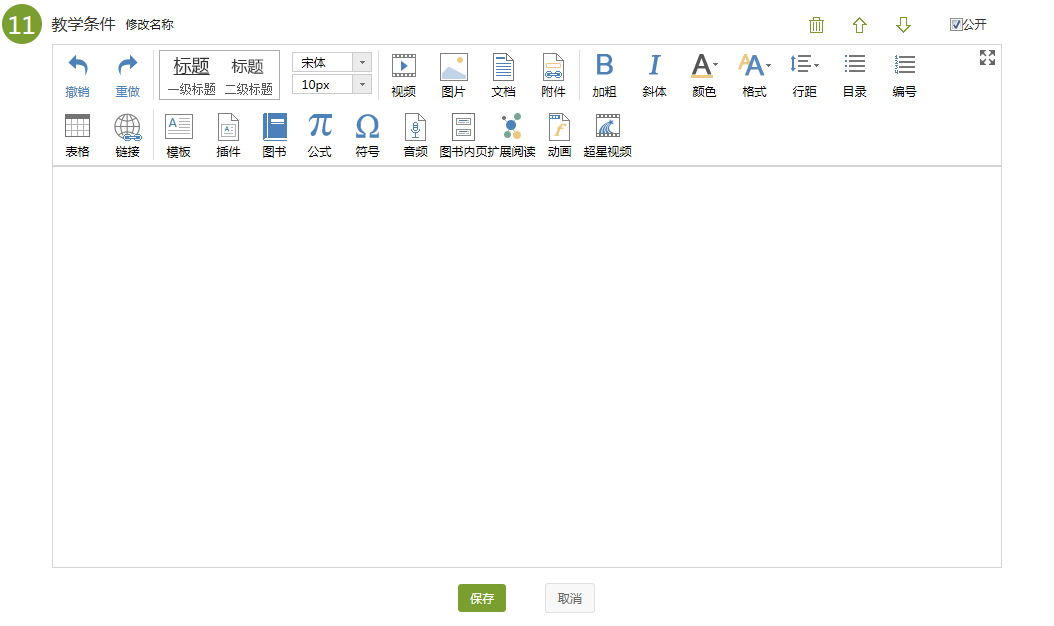 11 教学条件 修改名称 公开
标题 标题 宋体
一级标题 二级标题 10px
撤销 重做 视频 图片 文档 附件 加粗 斜体 颜色 格式 行距 目录 编号
表格 链接 模板 插件 图书 公式 符号 音频 图书内页 扩展阅读 动画 超星视频
保存 取消